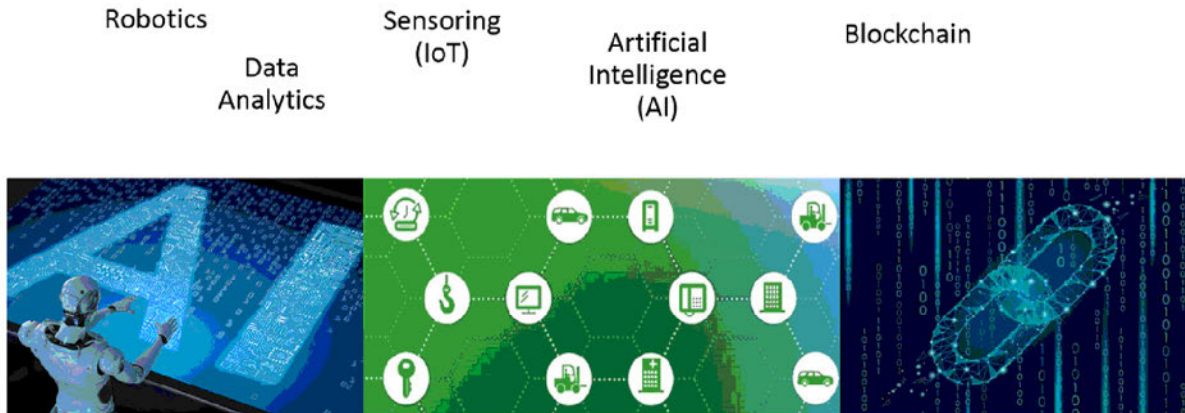 Robotics
Data
Analytics
Sensoring
(IoT)
Artificial
Intelligence
(AI)
Blockchain
AI